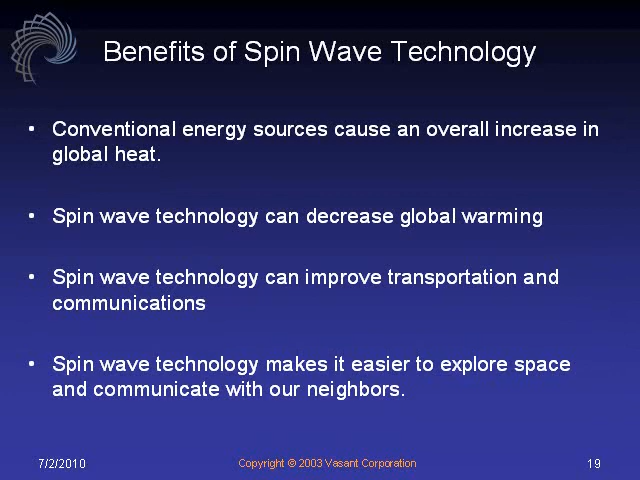 Benefits of Spin Wave Technology
• Conventional energy sources cause an overall increase in
global heat.
• Spin wave technology can decrease global warming
• Spin wave technology can improve transportation and
communications
• Spin wave technology makes it easier to explore space
and communicate with our neighbors.
7/2/2010 Copyright © 2003 Vasant Corporation 19